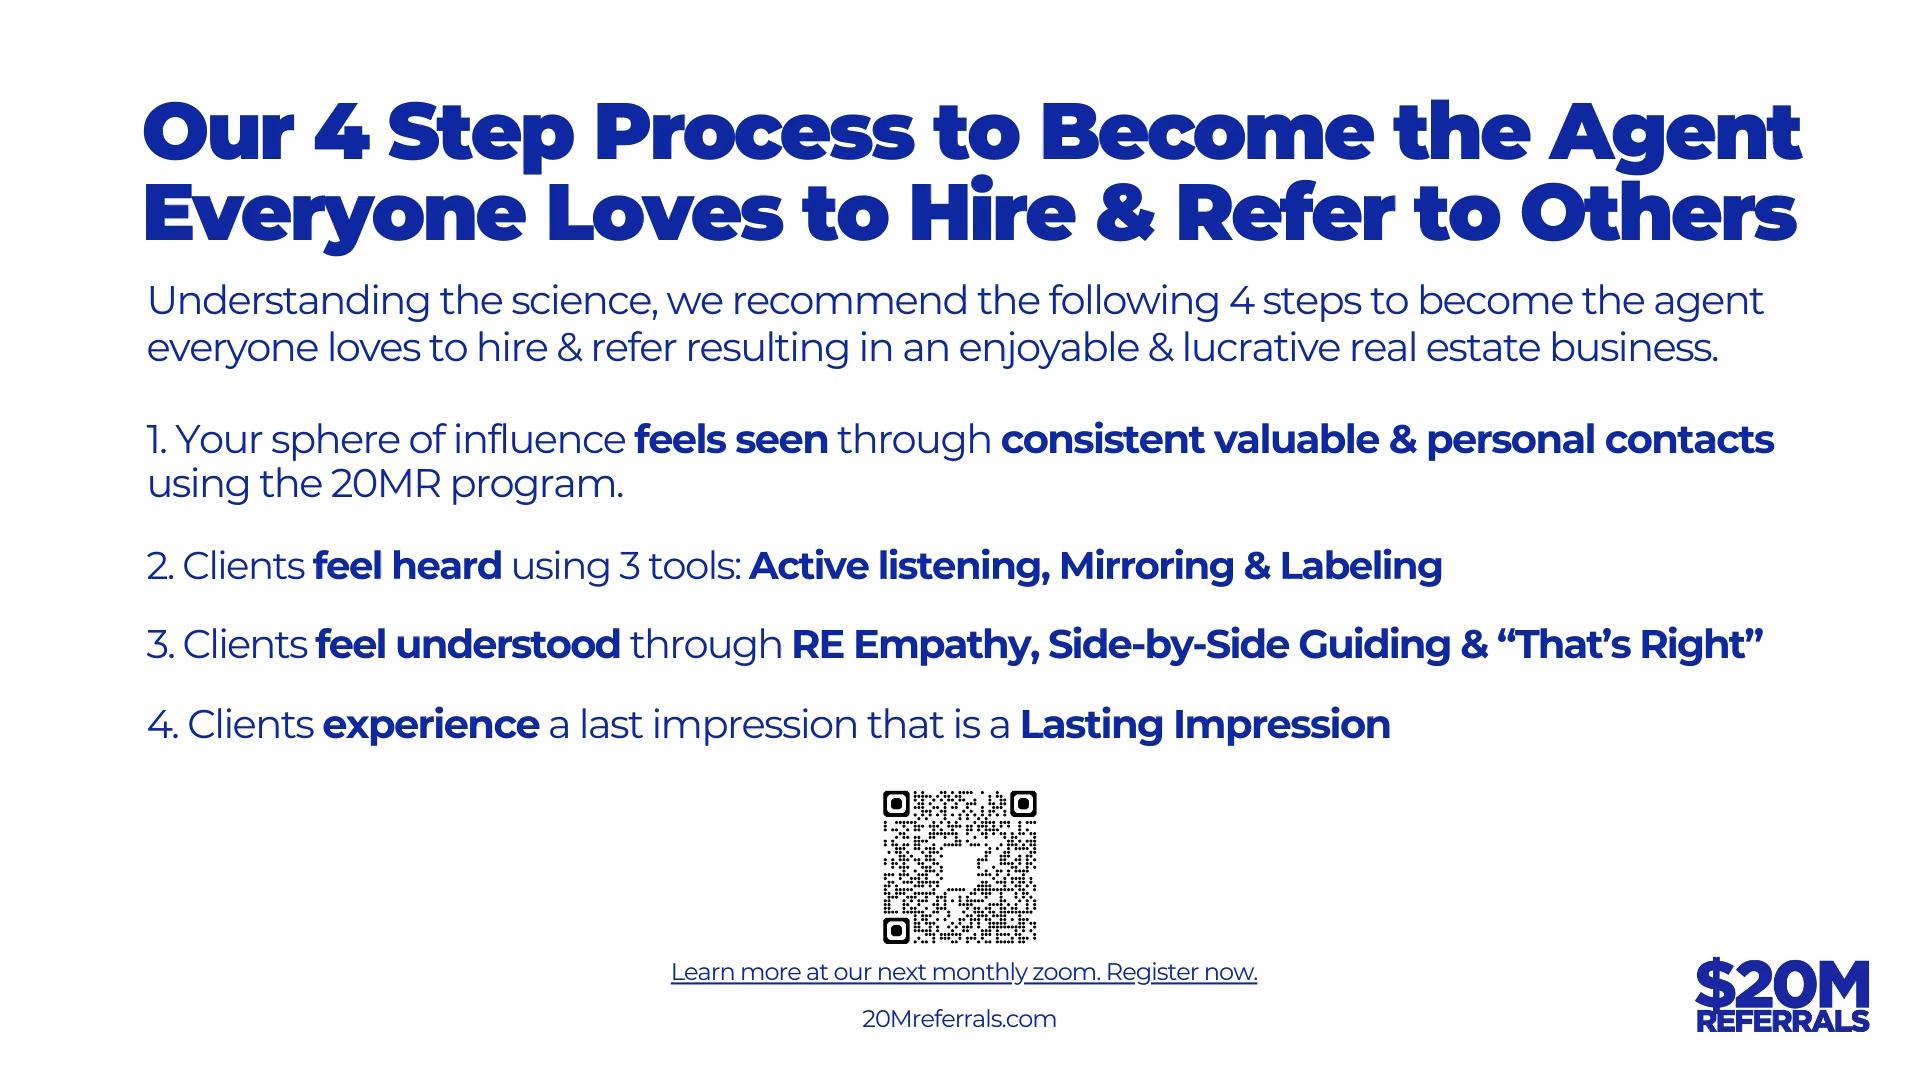 Our 4 Step Process to Become the Agent
Everyone Loves to Hire & Refer to Others
Understanding the science, we recommend the following 4 steps to become the agent
everyone loves to hire & refer resulting in an enjoyable & lucrative real estate business.
1. Your sphere of influence feels seen through consistent valuable & personal contacts
using the 20MR program.
2. Clients feel heard using 3 tools: Active listening, Mirroring & Labeling
3. Clients feel understood through RE Empathy, Side-by-Side Guiding & “That’s Right”
4. Clients experience a last impression that is a Lasting Impression
Learn more at our next monthly zoom. Register now.
20Mreferrals.com
$20M
REFERRALS